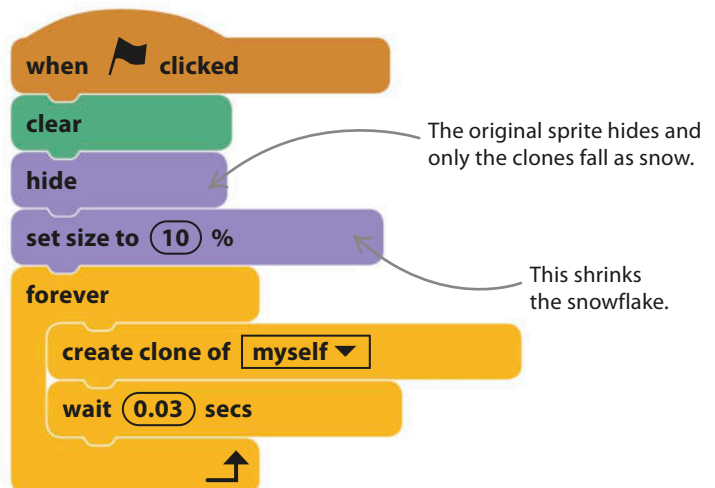 when clicked
clear
The original sprite hides and
only the clones fall as snow.
hide
set size to 10 %
This shrinks
the snowflake.
forever
create clone of myself
wait 0.03 secs